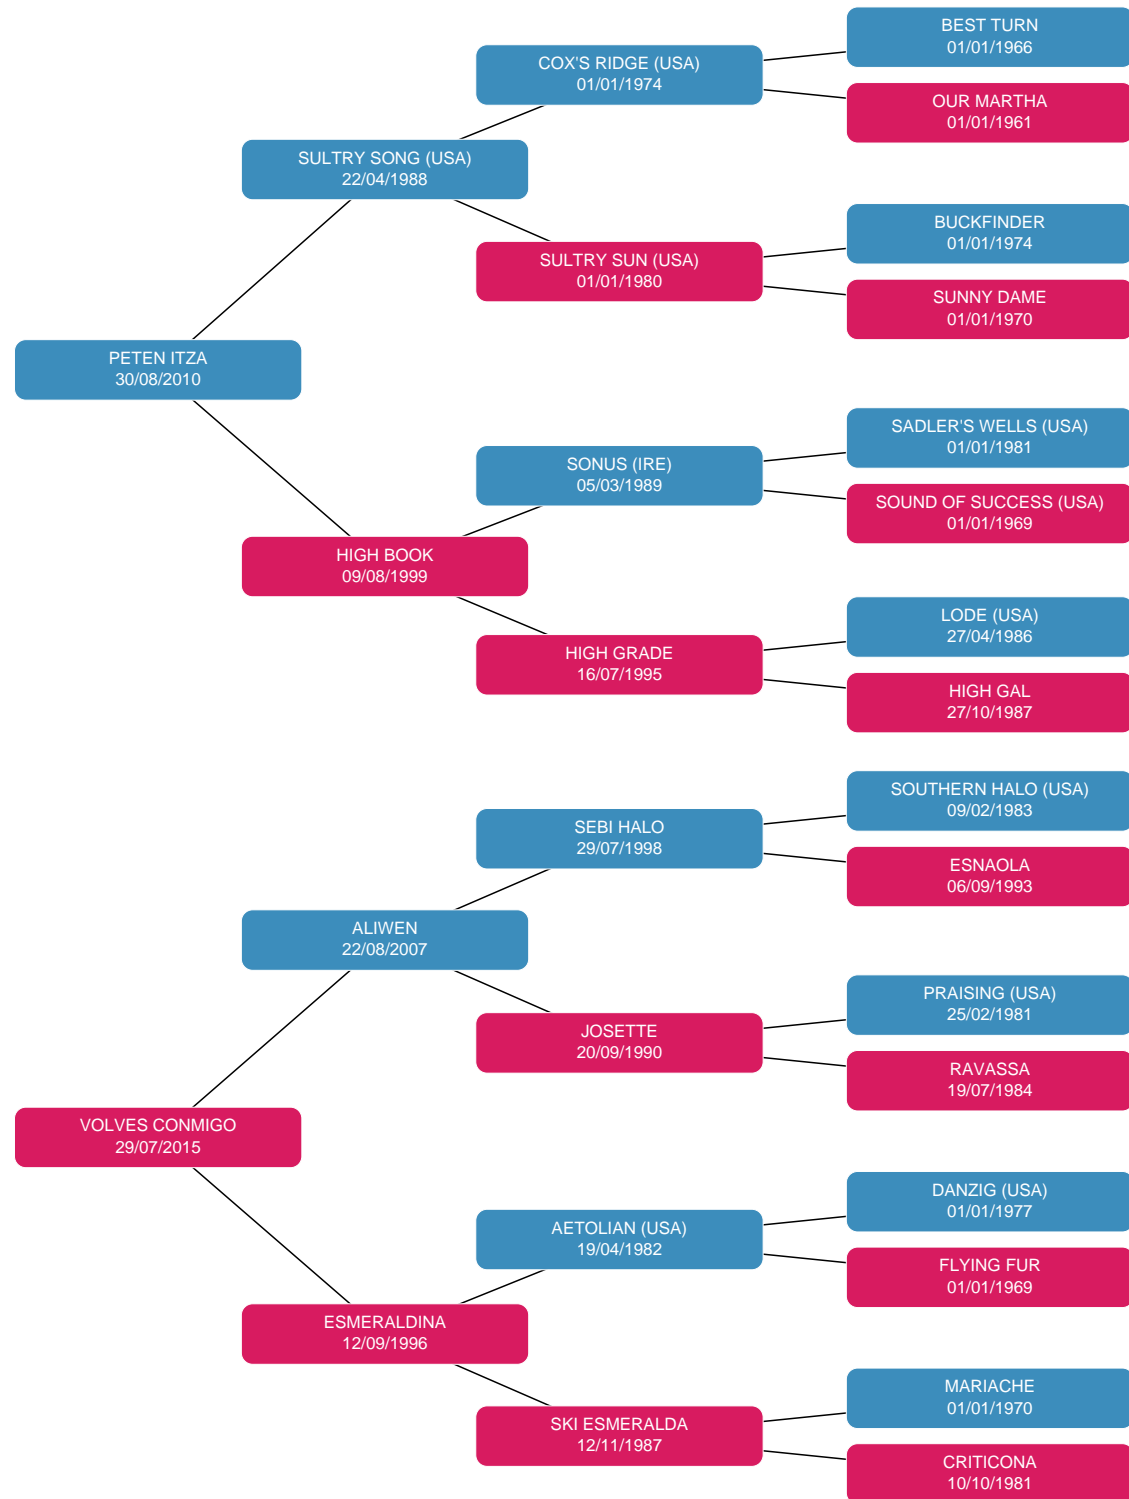 BEST TURN
01/01/1966
COX'S RIDGE (USA)
01/01/1974
OUR MARTHA
01/01/1961
SULTRY SONG (USA)
22/04/1988
BUCKFINDER
01/01/1974
SULTRY SUN (USA)
01/01/1980
SUNNY DAME
01/01/1970
PETEN ITZA
30/08/2010
SADLER'S WELLS (USA)
01/01/1981
SONUS (IRE)
05/03/1989
SOUND OF SUCCESS (USA)
01/01/1969
HIGH BOOK
09/08/1999
LODE (USA)
27/04/1986
HIGH GRADE
16/07/1995
HIGH GAL
27/10/1987
SOUTHERN HALO (USA)
09/02/1983
SEBI HALO
29/07/1998
ESNAOLA
06/09/1993
ALIWEN
22/08/2007
PRAISING (USA)
25/02/1981
JOSETTE
20/09/1990
RAVASSA
19/07/1984
VOLVES CONMIGO
29/07/2015
DANZIG (USA)
01/01/1977
AETOLIAN (USA)
19/04/1982
FLYING FUR
01/01/1969
ESMERALDINA
12/09/1996
MARIACHE
01/01/1970
SKI ESMERALDA
12/11/1987
CRITICONA
10/10/1981